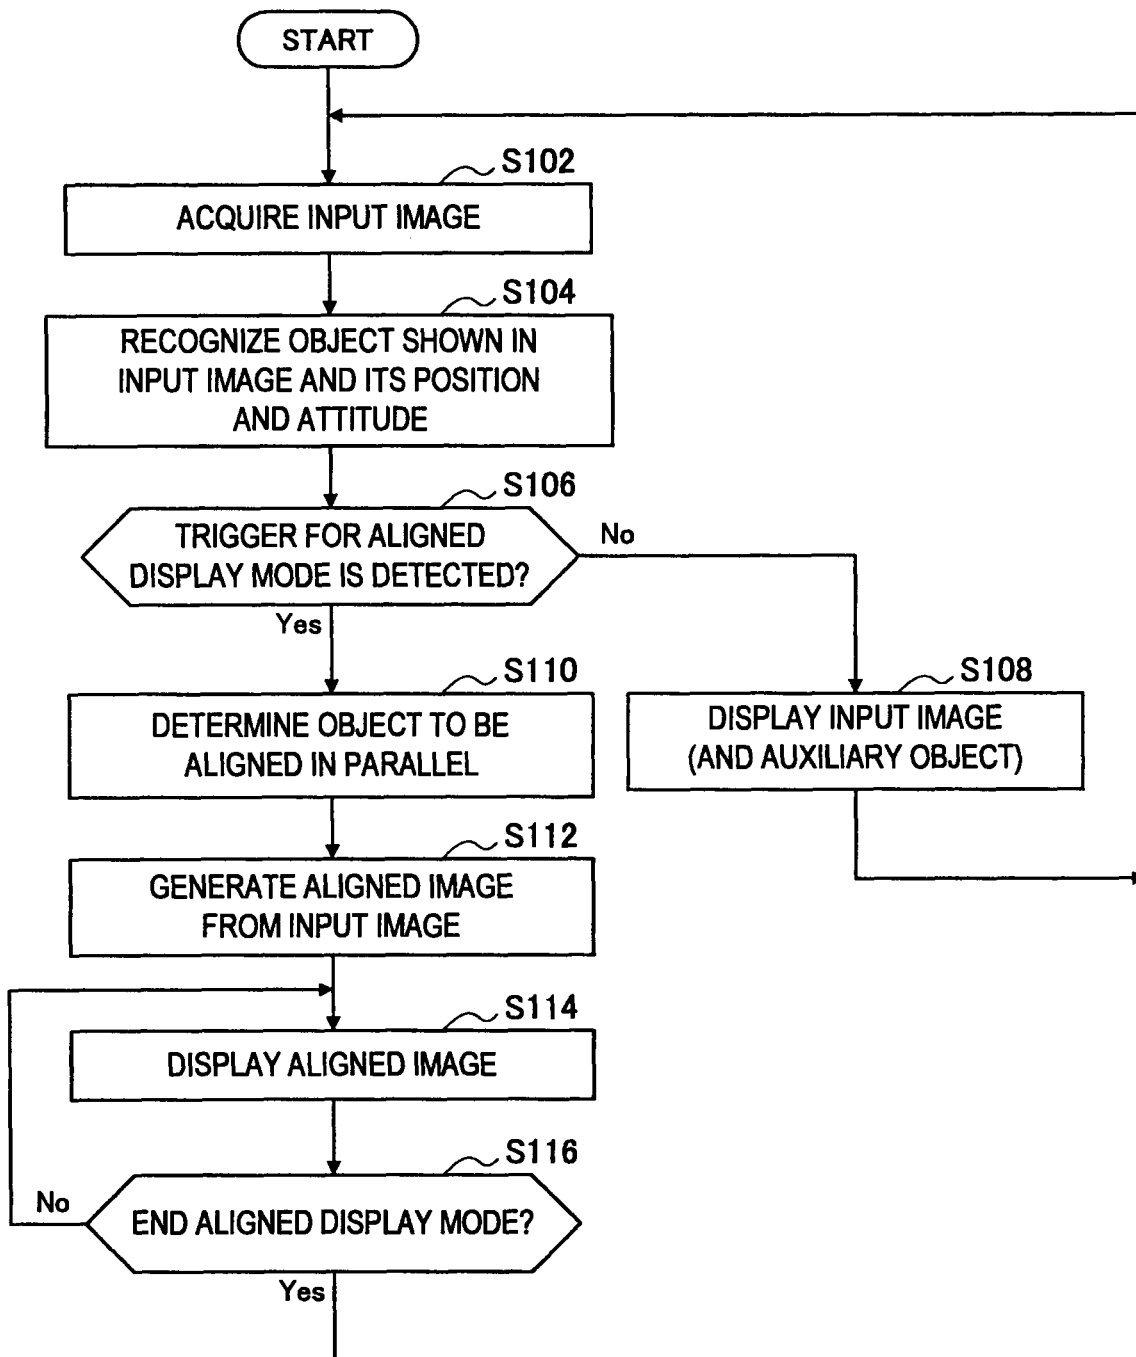 START
S102
ACQUIRE INPUT IMAGE
S104
RECOGNIZE OBJECT SHOWN IN
INPUT IMAGE AND ITS POSITION
AND ATTITUDE
S106
TRIGGER FOR ALIGNED
DISPLAY MODE IS DETECTED?
No
Yes
S108
DISPLAY INPUT IMAGE
(AND AUXILIARY OBJECT)
S110
DETERMINE OBJECT TO BE
ALIGNED IN PARALLEL
S112
GENERATE ALIGNED IMAGE
FROM INPUT IMAGE
S114
DISPLAY ALIGNED IMAGE
S116
END ALIGNED DISPLAY MODE?
No
Yes